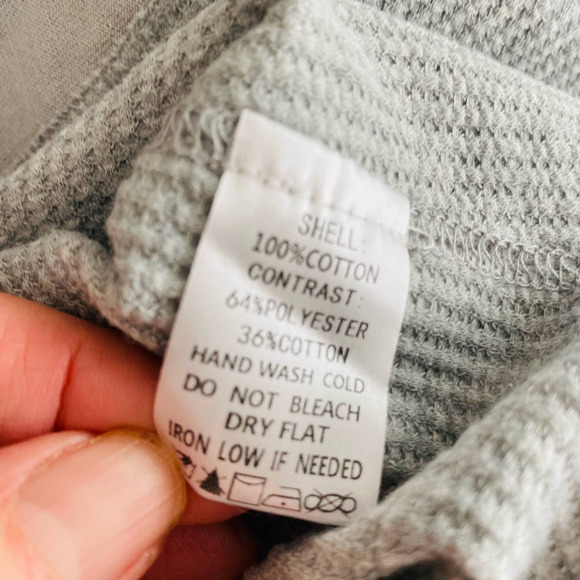 SHELL:
100%COTTON
CONTRAST:
64%POLYESTER
36%COTTON
HAND WASH COLD
DO NOT BLEACH
DRY FLAT
IRON LOW IF NEEDED